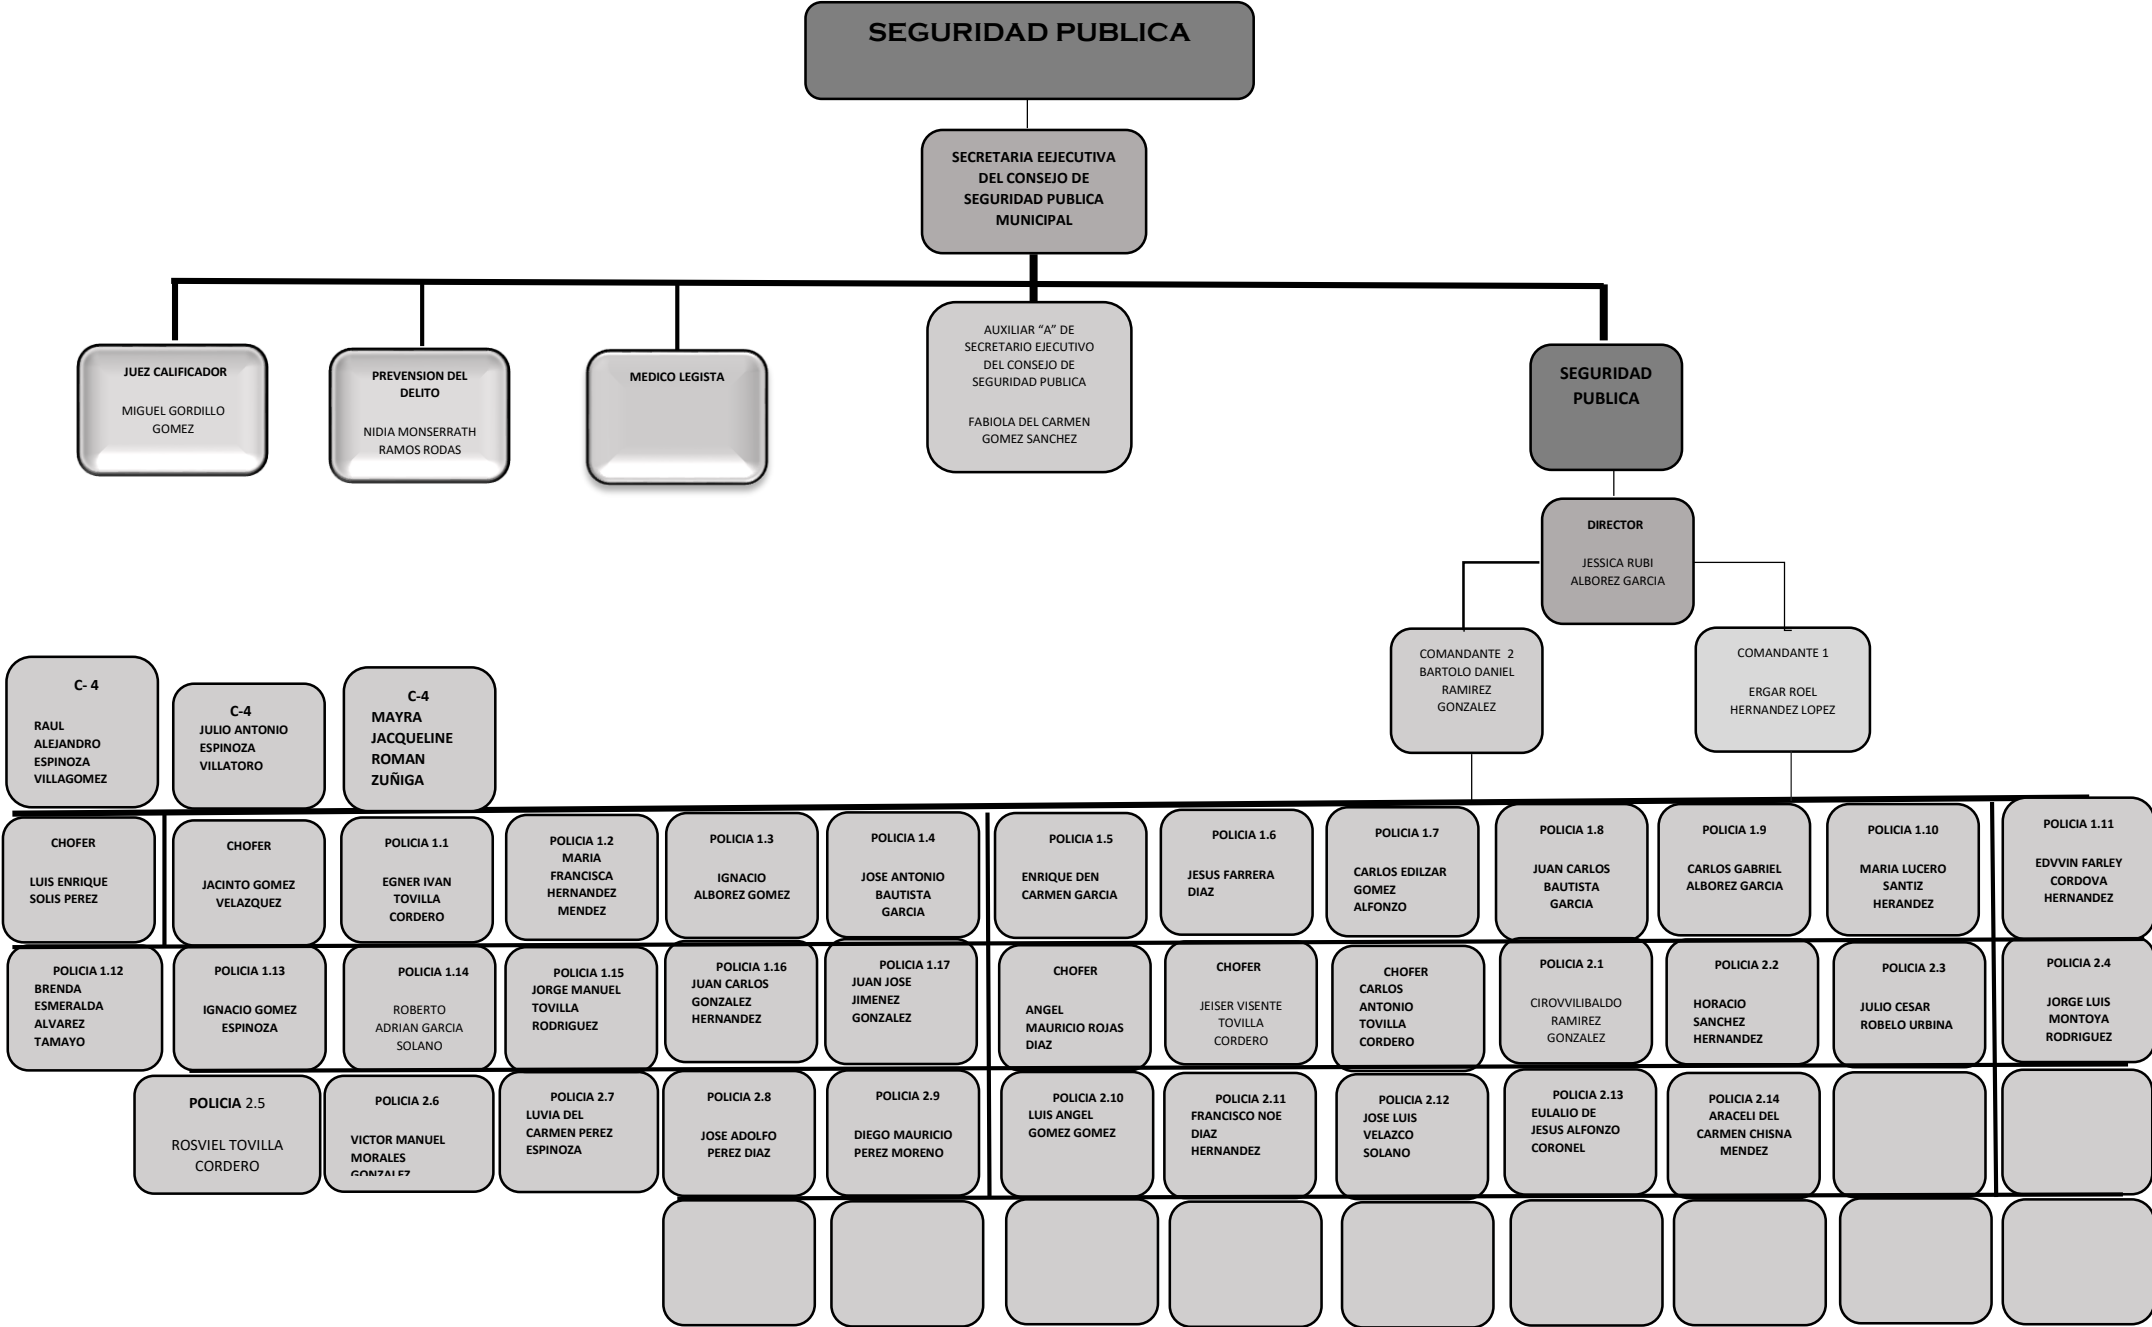 SEGURIDAD PUBLICA
SECRETARIA EEJECUTIVA
DEL CONSEJO DE
SEGURIDAD PUBLICA
MUNICIPAL
JUEZ CALIFICADOR
MIGUEL GORDILLO
GOMEZ
PREVENSION DEL
DELITO
NIDIA MONSERRATH
RAMOS RODAS
MEDICO LEGISTA
AUXILIAR “A” DE
SECRETARIO EJECUTIVO
DEL CONSEJO DE
SEGURIDAD PUBLICA
FABIOLA DEL CARMEN
GOMEZ SANCHEZ
SEGURIDAD
PUBLICA
DIRECTOR
JESSICA RUBI
ALBOREZ GARCIA
COMANDANTE 2
BARTOLO DANIEL
RAMIREZ
GONZALEZ
COMANDANTE 1
ERGAR ROEL
HERNANDEZ LOPEZ
C- 4
RAUL
ALEJANDRO
ESPINOZA
VILLAGOMEZ
C-4
JULIO ANTONIO
ESPINOZA
VILLATORO
C-4
MAYRA
JACQUELINE
ROMAN
ZUÑIGA
CHOFER
LUIS ENRIQUE
SOLIS PEREZ
CHOFER
JACINTO GOMEZ
VELAZQUEZ
POLICIA 1.1
EGNER IVAN
TOVILLA
CORDERO
POLICIA 1.2
MARIA
FRANCISCA
HERNANDEZ
MENDEZ
POLICIA 1.3
IGNACIO
ALBOREZ GOMEZ
POLICIA 1.4
JOSE ANTONIO
BAUTISTA
GARCIA
POLICIA 1.5
ENRIQUE DEN
CARMEN GARCIA
POLICIA 1.6
JESUS FARRERA
DIAZ
POLICIA 1.7
CARLOS EDILZAR
GOMEZ
ALFONZO
POLICIA 1.8
JUAN CARLOS
BAUTISTA
GARCIA
POLICIA 1.9
CARLOS GABRIEL
ALBOREZ GARCIA
POLICIA 1.10
MARIA LUCERO
SANTIZ
HERANDEZ
POLICIA 1.11
EDVVIN FARLEY
CORDOVA
HERNANDEZ
POLICIA 1.12
BRENDA
ESMERALDA
ALVAREZ
TAMAYO
POLICIA 1.13
IGNACIO GOMEZ
ESPINOZA
POLICIA 1.14
ROBERTO
ADRIAN GARCIA
SOLANO
POLICIA 1.15
JORGE MANUEL
TOVILLA
RODRIGUEZ
POLICIA 1.16
JUAN CARLOS
GONZALEZ
HERNANDEZ
POLICIA 1.17
JUAN JOSE
JIMENEZ
GONZALEZ
CHOFER
ANGEL
MAURICIO ROJAS
DIAZ
CHOFER
JEISER VISENTE
TOVILLA
CORDERO
CHOFER
CARLOS
ANTONIO
TOVILLA
CORDERO
POLICIA 2.1
CIROVVILIBALDO
RAMIREZ
GONZALEZ
POLICIA 2.2
HORACIO
SANCHEZ
HERNANDEZ
POLICIA 2.3
JULIO CESAR
ROBELO URBINA
POLICIA 2.4
JORGE LUIS
MONTOYA
RODRIGUEZ
POLICIA 2.5
ROSVIEL TOVILLA
CORDERO
POLICIA 2.6
VICTOR MANUEL
MORALES
GONZALEZ
POLICIA 2.7
LUVIA DEL
CARMEN PEREZ
ESPINOZA
POLICIA 2.8
JOSE ADOLFO
PEREZ DIAZ
POLICIA 2.9
DIEGO MAURICIO
PEREZ MORENO
POLICIA 2.10
LUIS ANGEL
GOMEZ GOMEZ
POLICIA 2.11
FRANCISCO NOE
DIAZ
HERNANDEZ
POLICIA 2.12
JOSE LUIS
VELAZCO
SOLANO
POLICIA 2.13
EULALIO DE
JESUS ALFONZO
CORONEL
POLICIA 2.14
ARACELI DEL
CARMEN CHISNA
MENDEZ